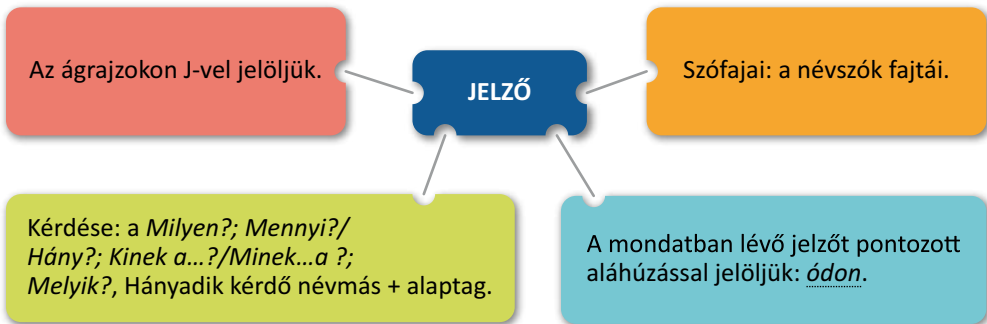 Az ágrajzokon J-vel jelöljük.
JELZŐ
Szófajai: a névszók fajtái.
Kérdése: a Milyen?; Mennyi?/
Hány?; Kinek a...?/Minek...a ?;
Melyik?, Hányadik kérdő névmás + alaptag.
A mondatban lévő jelzőt pontozott
aláhúzással jelöljük: ódon.